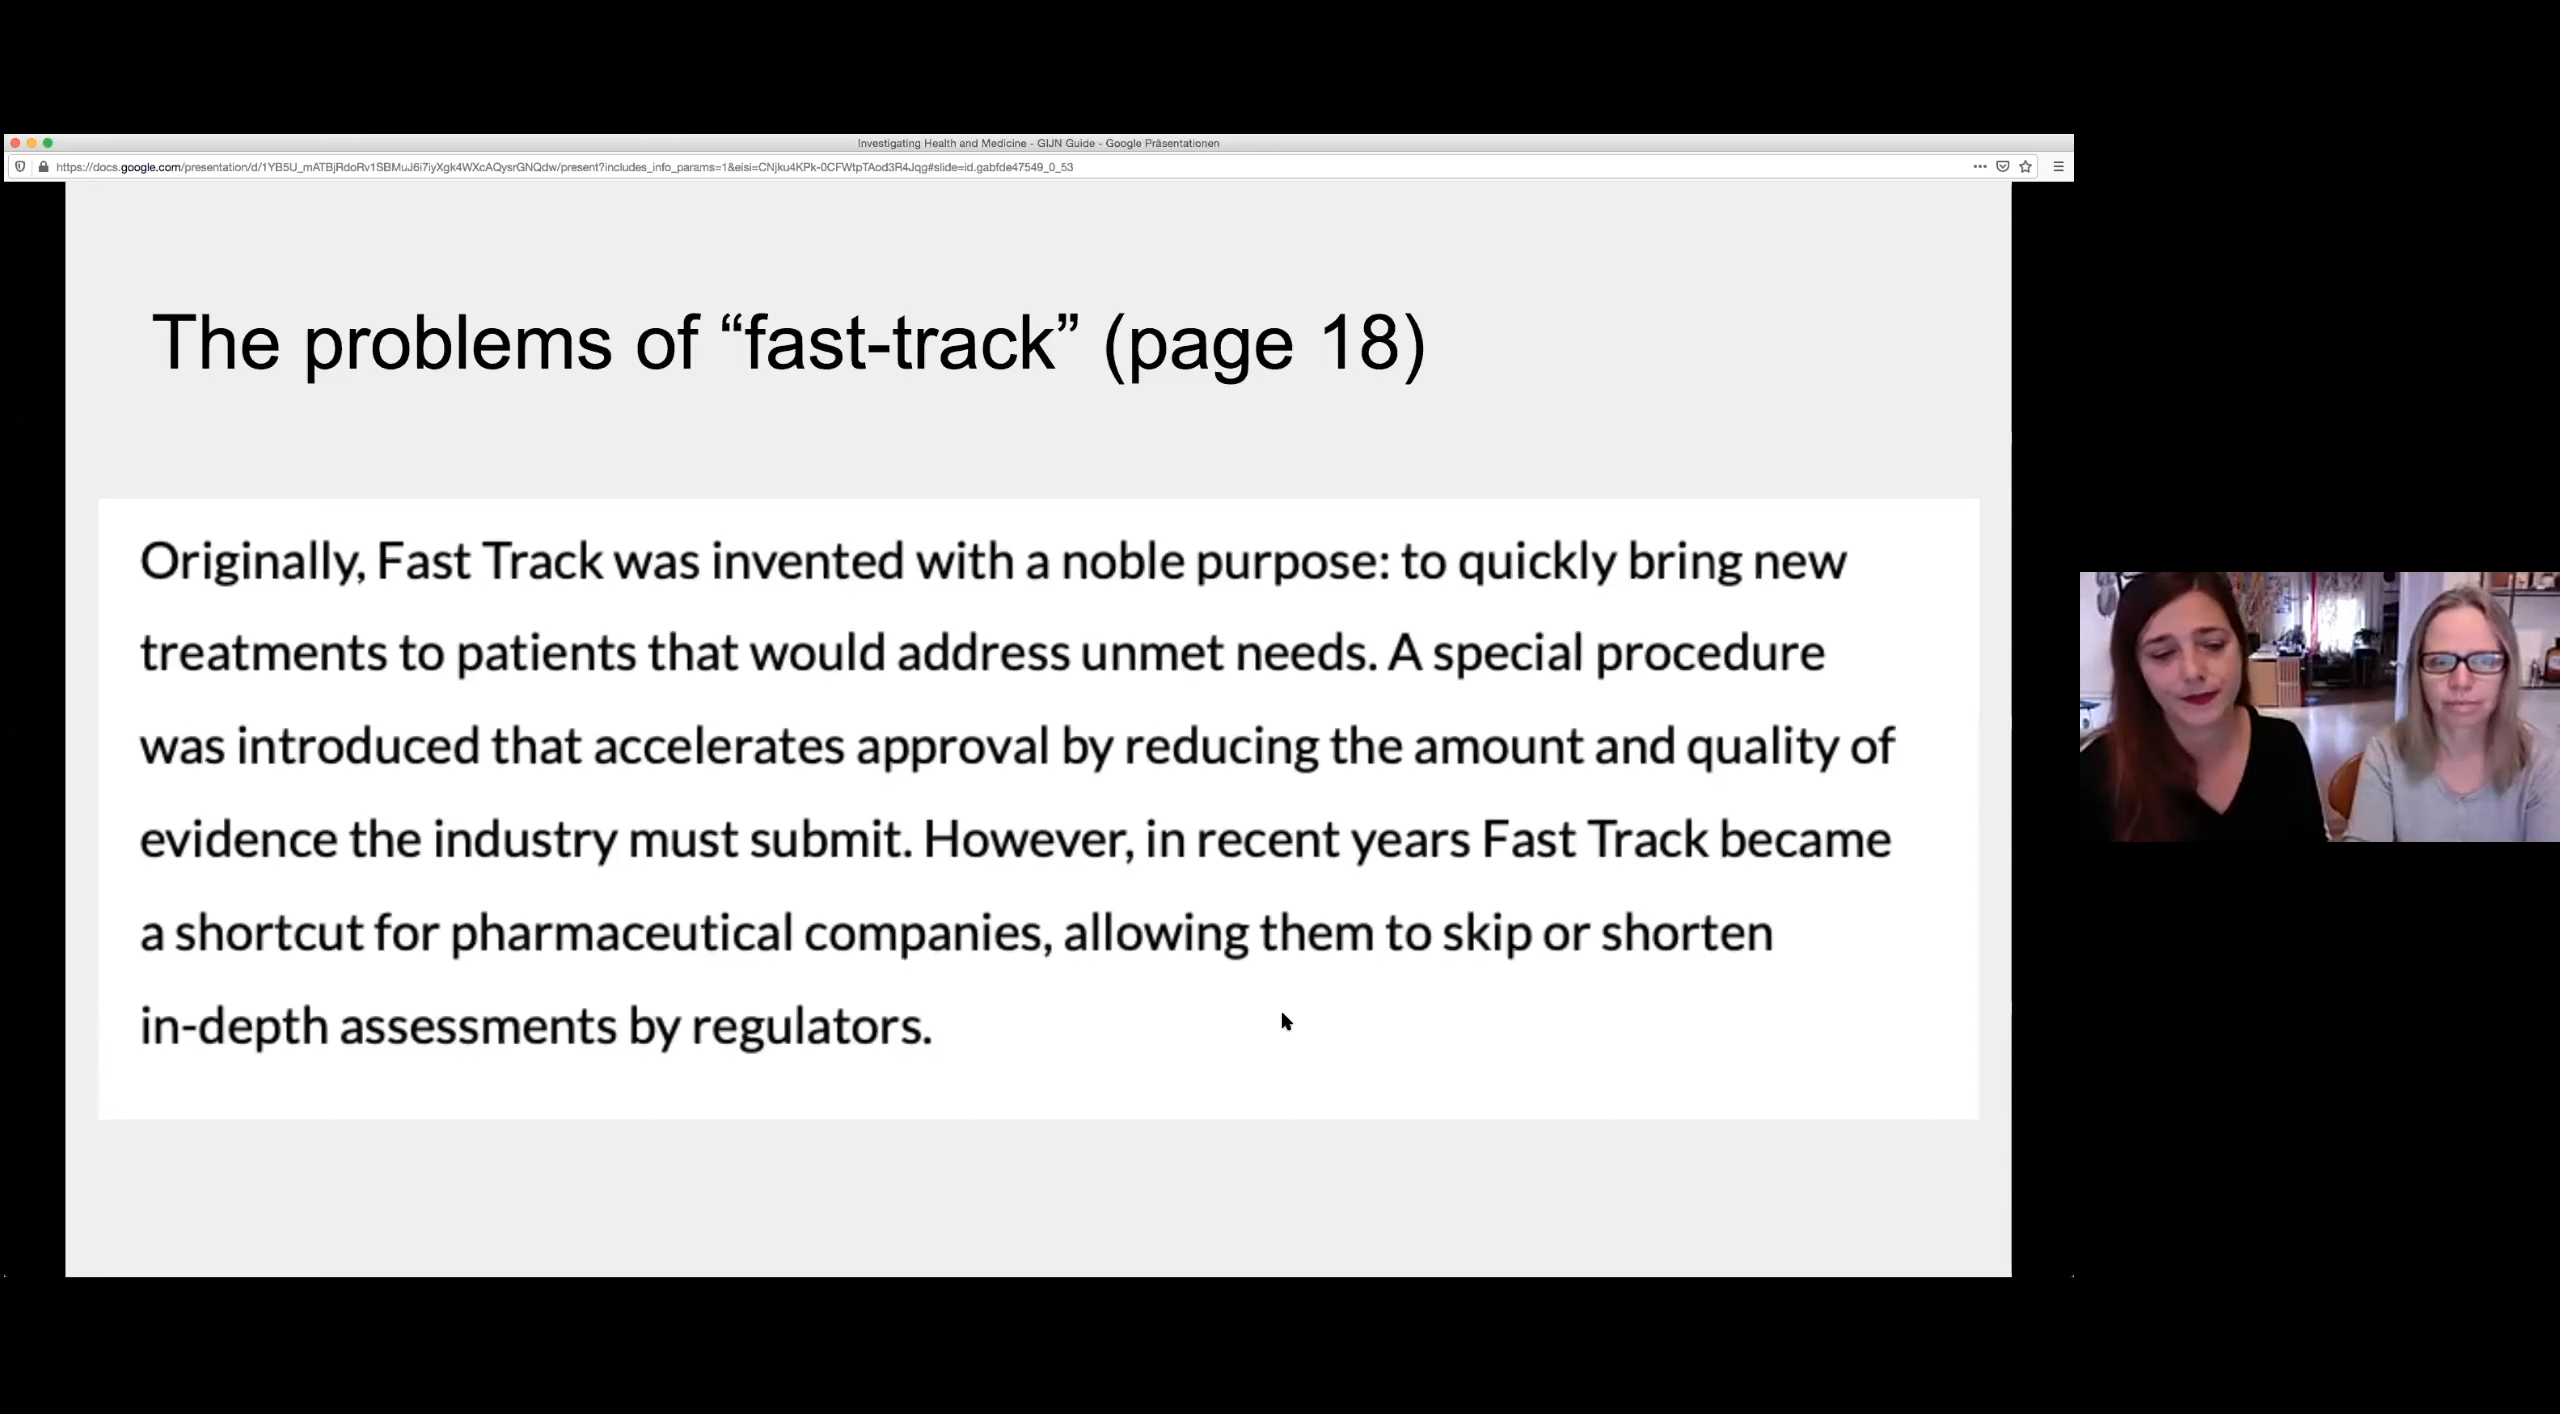 Investigating Health and Medicine - GIJN Guide - Google Präsentationen
https://docs.google.com/presentation/d/1YB5U_mATBjRdoRv1SBMuJ6i7iyXgk4WXcAQysrGNQdw/present?includes_info_params=1&eisi=CNjku4KPk-0CFWtpTAod3R4Jqg#slide=id.gabfde47549_0_53
The problems of “fast-track” (page 18)
Originally, Fast Track was invented with a noble purpose: to quickly bring new
treatments to patients that would address unmet needs. A special procedure
was introduced that accelerates approval by reducing the amount and quality of
evidence the industry must submit. However, in recent years Fast Track became
a shortcut for pharmaceutical companies, allowing them to skip or shorten
in-depth assessments by regulators.